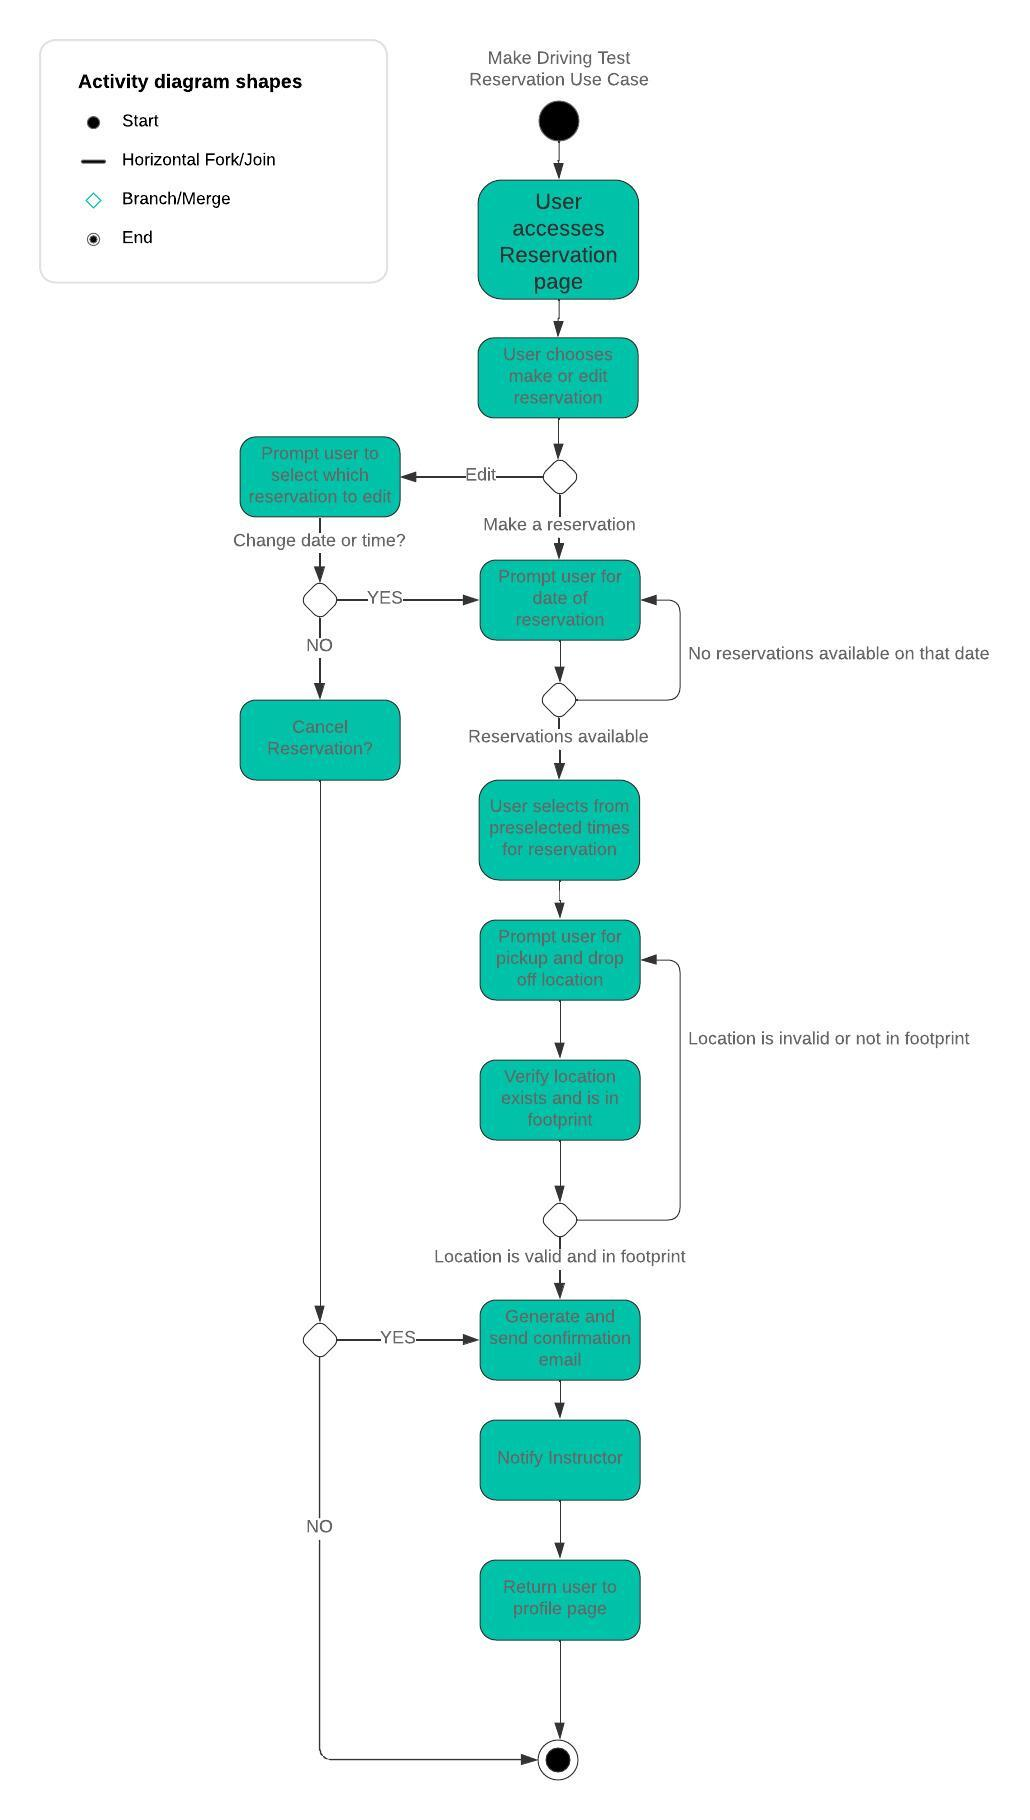 Activity diagram shapes
Start
Horizontal Fork/Join
Branch/Merge
End
Make Driving Test
Reservation Use Case
User
accesses
Reservation
page
User chooses
make or edit
reservation
Edit
Prompt user to
select which
reservation to edit
Make a reservation
Change date or time?
Prompt user for
date of
reservation
YES
NO
No reservations available on that date
Cancel
Reservation?
Reservations available
User selects from
preselected times
for reservation
Prompt user for
pickup and drop
off location
Location is invalid or not in footprint
Verify location
exists and is in
footprint
Location is valid and in footprint
Generate and
send confirmation
email
YES
Notify Instructor
NO
Return user to
profile page